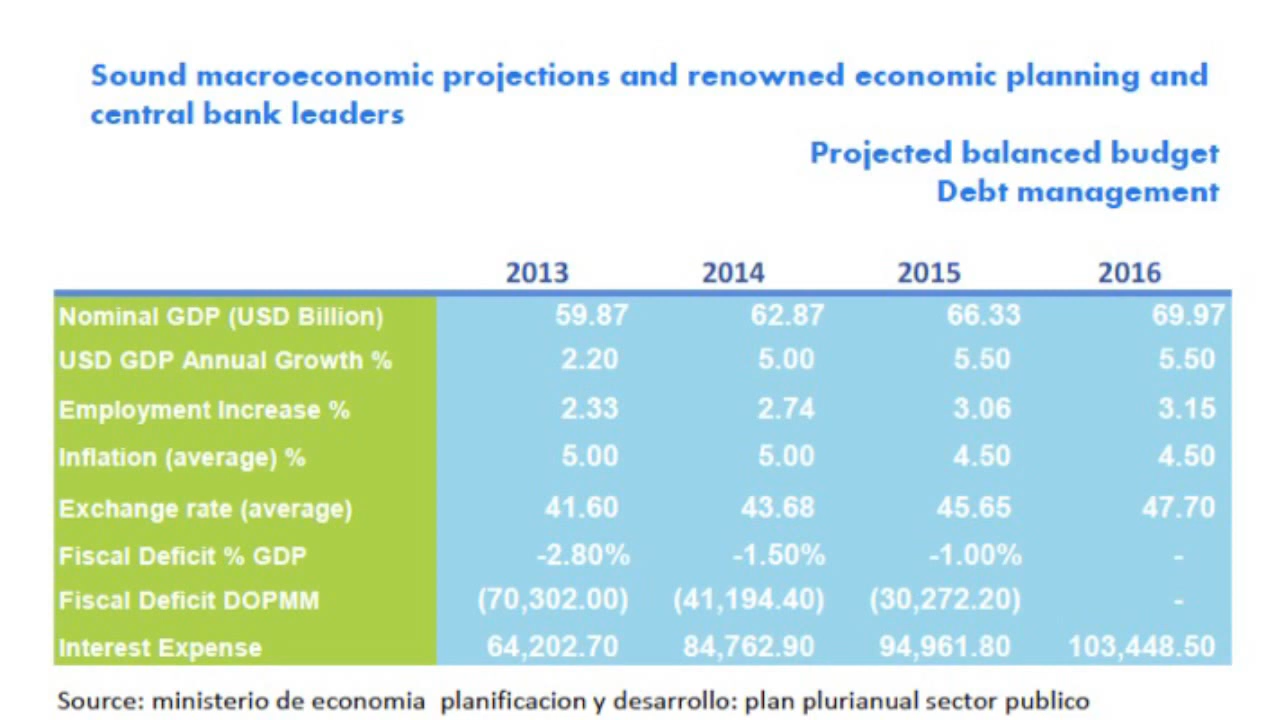 Sound macroeconomic projections and renowned economic planning and
central bank leaders
Projected balanced budget
Debt management
2013 2014 2015 2016
Nominal GDP (USD Billion) 59.87 62.87 66.33 69.97
USD GDP Annual Growth % 2.20 5.00 5.50 5.50
Employment Increase % 2.33 2.74 3.06 3.15
Inflation (average) % 5.00 5.00 4.50 4.50
Exchange rate (average) 41.60 43.68 45.65 47.70
Fiscal Deficit % GDP -2.80% -1.50% -1.00% -
Fiscal Deficit DOPMM (70,302.00) (41,194.40) (30,272.20) -
Interest Expense 64,202.70 84,762.90 94,961.80 103,448.50
Source: ministerio de economia planificacion y desarrollo: plan plurianual sector publico